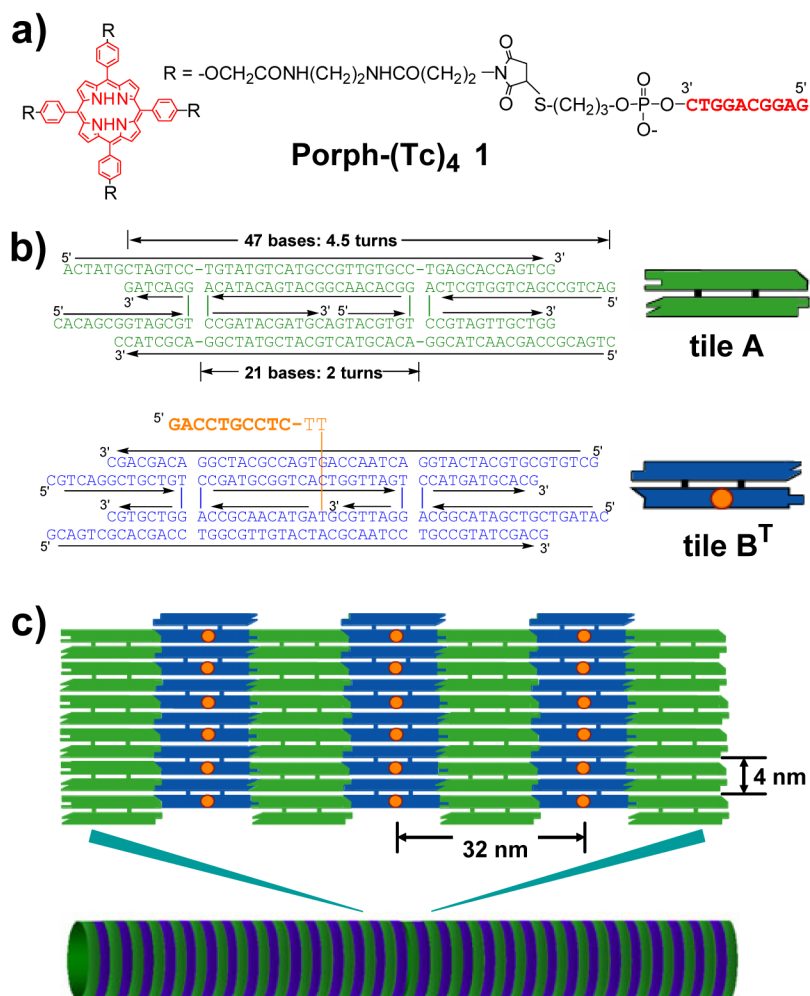 a)
R
R
R
R
NHHN
NHHN
R = -OCH2CONH(CH2)2NHCO(CH2)2 -N
O
O
S-(CH2)3-O-P-O-CTGGACGGAG
O
O-
3'
5'
Porph-(Tc)4 1
b)
47 bases: 4.5 turns
5' 3'
ACTATGCTAGTCC-TGTATGTCATGCCGTTGTGCC-TGAGCACCAGTCG
GATCAGG ACATACAGTACGGCAACACGG ACTCGTGGTCAGCCGTCAG
3' 5'
5' 5' 3'
CACAGCGGTAGCGT CCGATACGATGCAGTACGTGT CCGTAGTTGCTGG
CCATCGCA-GGCTATGCTACGTCATGCACA-GGCATCAACGACCGCAGTC
3' 5'
21 bases: 2 turns
tile A
5' GACCTGCCTC-TT
3' 5'
CGACGACA GGCTACGCCAGTGACCAATCA GGTACTACGTGCGTGTCG
CGTCAGGCTGCTGT CCGATGCGGTCACTGGTTAGT CCATGATGCACG
5' 3'
3' 3' 5'
CGTGCTGG ACCGCAACATGATGCGTTAGG ACGGCATAGCTGCTGATAC
GCAGTCGCACGACC TGGCGTTGTACTACGCAATCC TGCCGTATCGACG
5' 3'
tile BT
c)
4 nm
32 nm